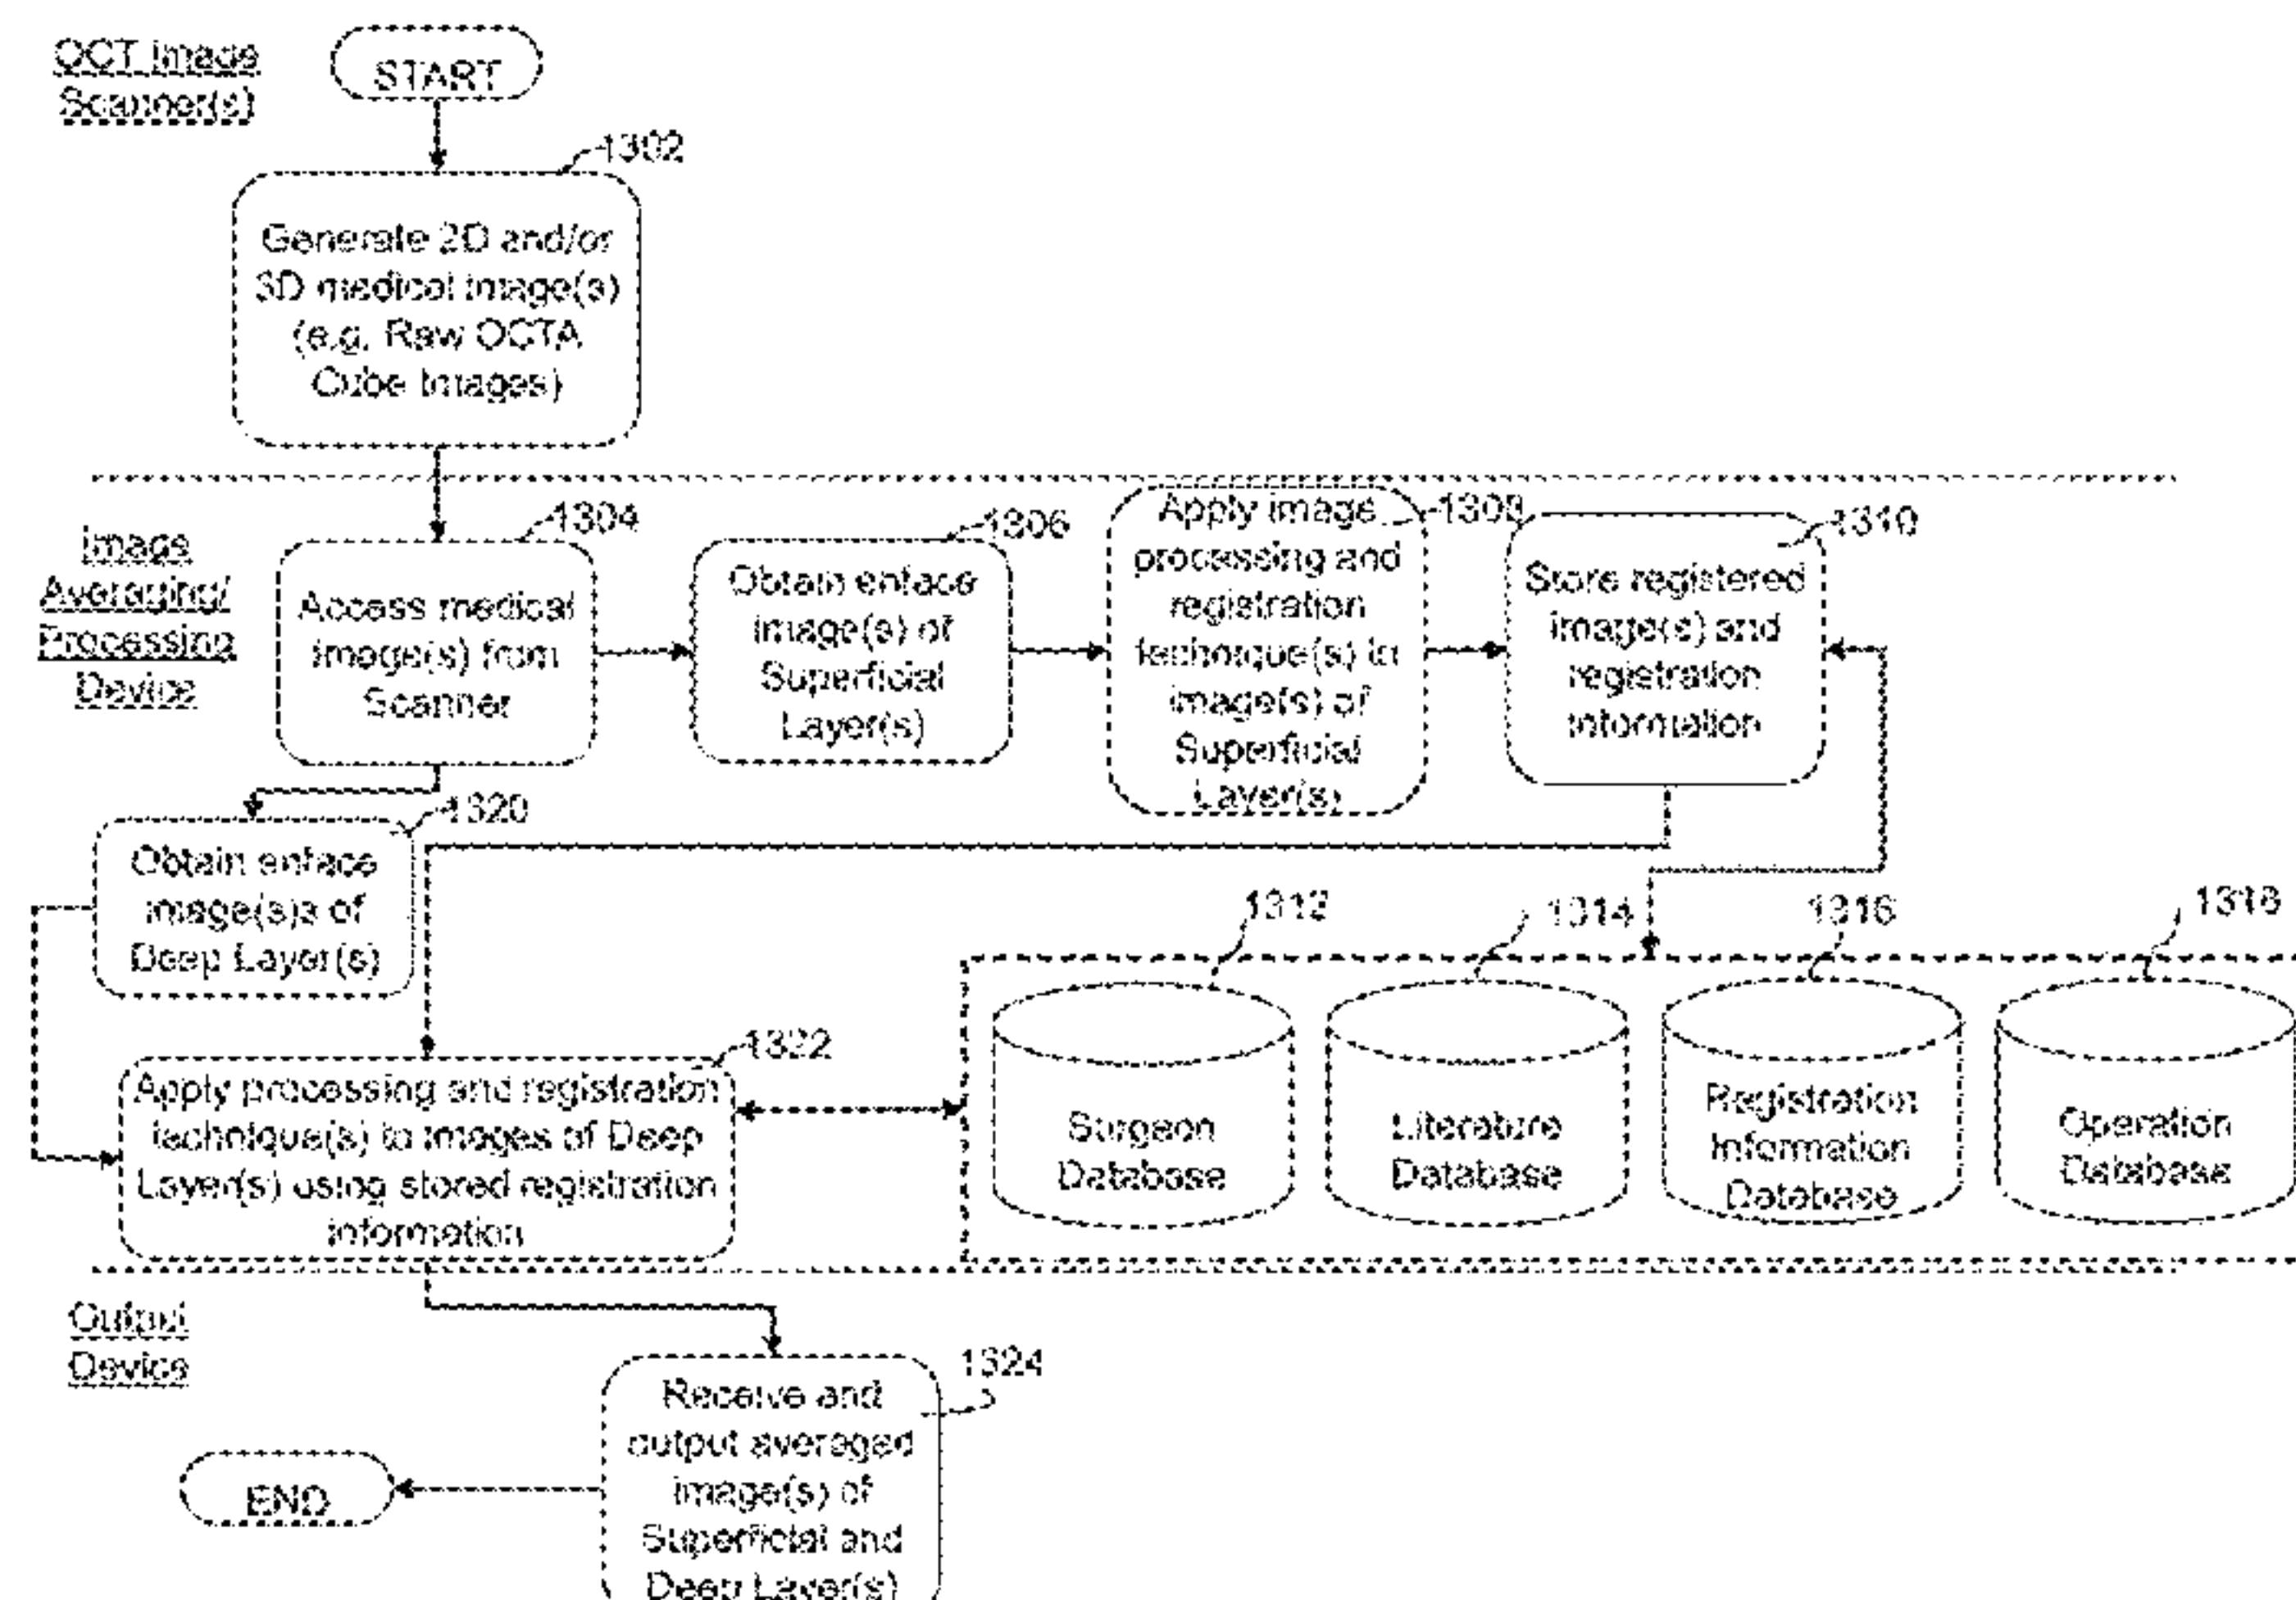 OCT Image
Scanner(s)
START
1302
Generate 2D and/or
3D medical image(s)
(e.g. Raw OCTA
Cube Images)
Image
Averaging/
Processing
Device
1304
Access medical
image(s) from
Scanner
1306
Obtain enface
image(s) of
Superficial
Layer(s)
1308
Apply image
processing and
registration
technique(s) to
image(s) of
Superficial
Layer(s)
1310
Store registered
image(s) and
registration
information
1320
Obtain enface
image(s)s of
Deep Layer(s)
1322
Apply processing and registration
technique(s) to images of Deep
Layer(s) using stored registration
information
1312
Surgeon
Database
1314
Literature
Database
1316
Registration
Information
Database
1318
Operation
Database
Output
Device
1324
Receive and
output averaged
image(s) of
Superficial and
Deep Layer(s)
END